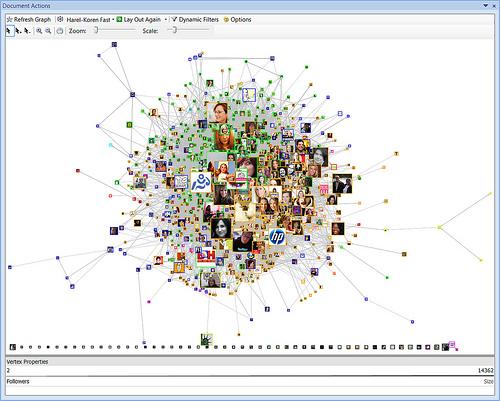 Document Actions
Refresh Graph Harel-Koren Fast Lay Out Again Dynamic Filters Options
Zoom: Scale:
hp
Vertex Properties
2 14362
Followers Size